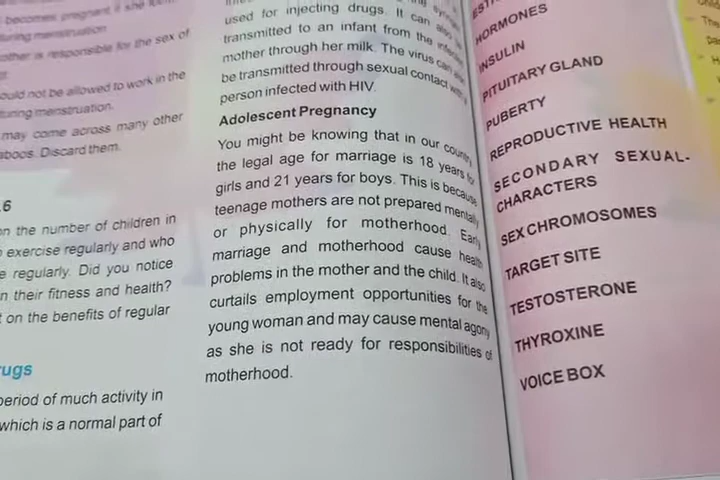 becomes pregnant if she
during menstruation.
other is responsible for the sex of
ould not be allowed to work in the
turing menstruation.
may come across many other
aboos. Discard them.
.6
on the number of children in
exercise regularly and who
e regularly. Did you notice
n their fitness and health?
t on the benefits of regular
rugs
period of much activity in
which is a normal part of
used for injecting drugs. It can also
transmitted to an infant from the
mother through her milk. The virus can
be transmitted through sexual contact with
person infected with HIV.
Adolescent Pregnancy
You might be knowing that in our country,
the legal age for marriage is 18 years for
girls and 21 years for boys. This is because
teenage mothers are not prepared mentally
or physically for motherhood. Early
marriage and motherhood cause health
problems in the mother and the child. It also
curtails employment opportunities for the
young woman and may cause mental agony
as she is not ready for responsibilities of
motherhood.
HORMONES
INSULIN
PITUITARY GLAND
PUBERTY
REPRODUCTIVE HEALTH
SECONDARY SEXUAL-
CHARACTERS
SEX CHROMOSOMES
TARGET SITE
TESTOSTERONE
THYROXINE
VOICE BOX